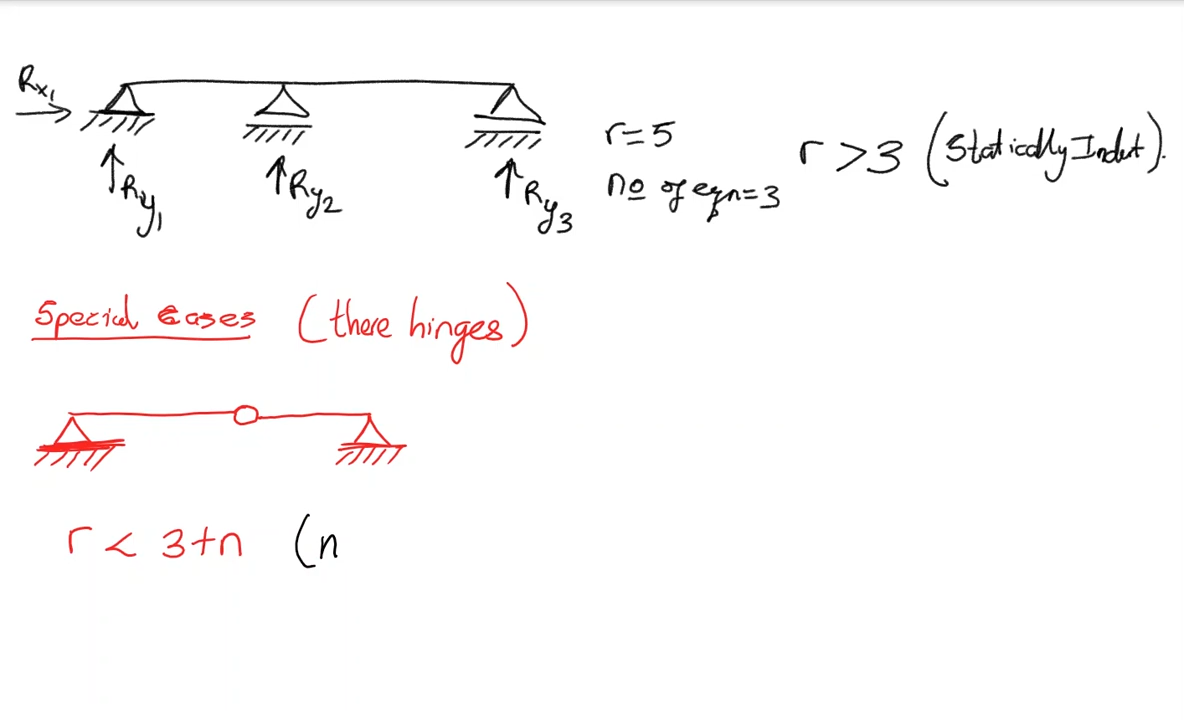 Rx1
Ry1
Ry2
Ry3
r=5
no of eqn=3
r>3 (Statically Indet).
Special Cases (there hinges)
r < 3+n (n